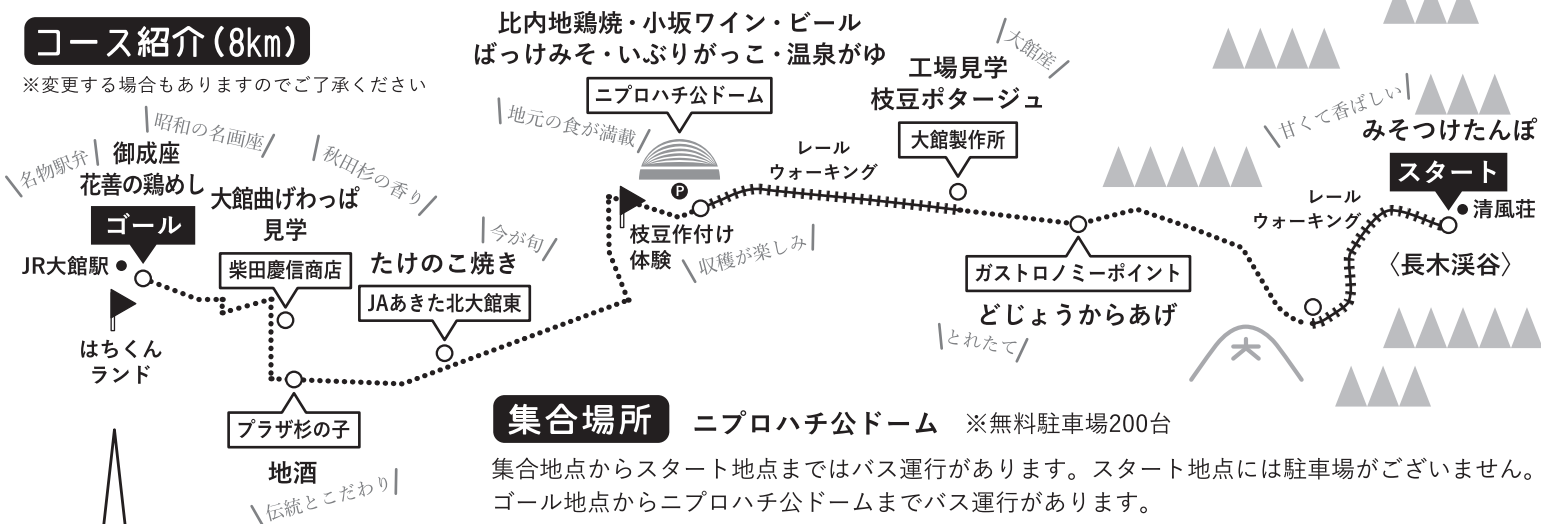 コース紹介(8km)
※変更する場合もありますのでご了承ください
比内地鶏焼・小坂ワイン・ビール
ばっけみそ・いぶりがっこ・温泉がゆ
ニプロハチ公ドーム
地元の食が満載
P
大館産
工場見学
枝豆ポタージュ
大館製作所
レール
ウォーキング
甘くて香ばしい
みそつけたんぽ
スタート
清風荘
〈長木渓谷〉
レール
ウォーキング
ガストロノミーポイント
どじょうからあげ
とれたて
大
枝豆作付け
体験
収穫が楽しみ
今が旬
たけのこ焼き
JAあきた北大館東
秋田杉の香り
大館曲げわっぱ
見学
柴田慶信商店
昭和の名画座
名物駅弁
御成座
花善の鶏めし
ゴール
JR大館駅
はちくん
ランド
プラザ杉の子
地酒
伝統とこだわり
集合場所 ニプロハチ公ドーム ※無料駐車場200台
集合地点からスタート地点まではバス運行があります。スタート地点には駐車場がございません。
ゴール地点からニプロハチ公ドームまでバス運行があります。